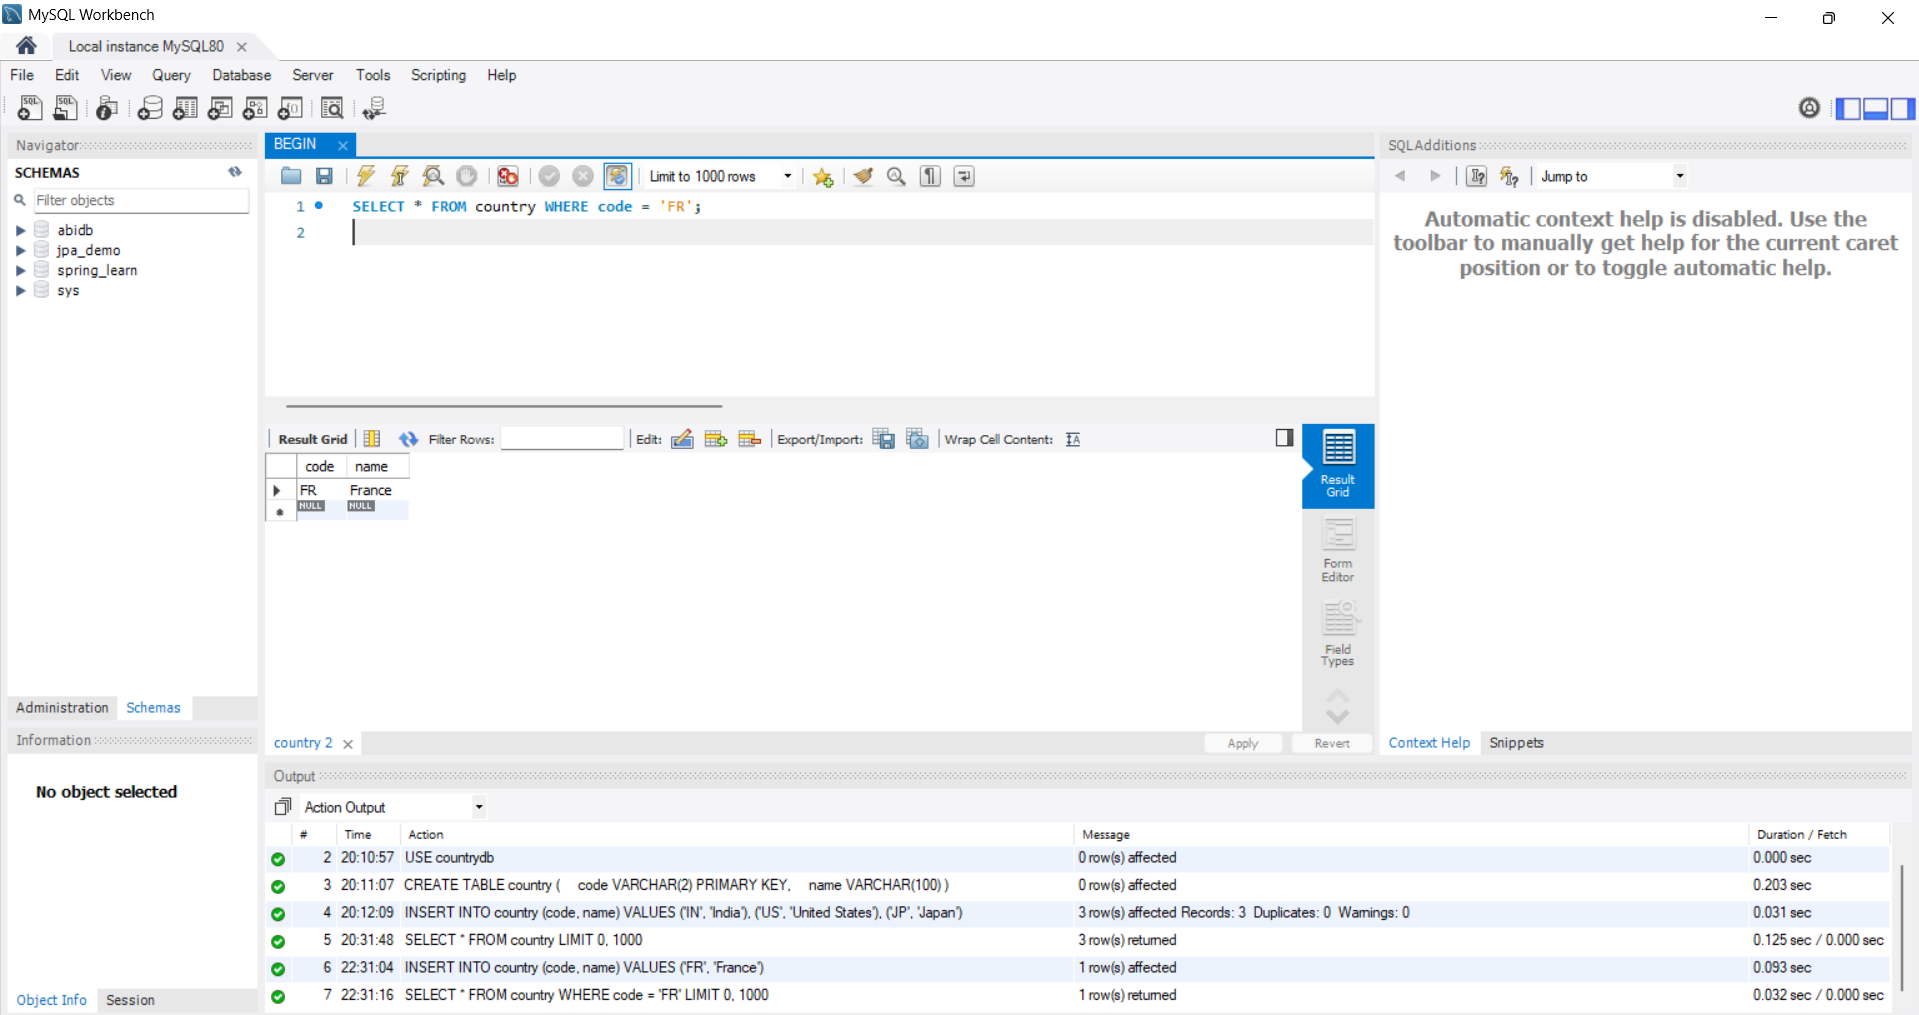 MySQL Workbench
Local instance MySQL80
File Edit View Query Database Server Tools Scripting Help
Navigator
SCHEMAS
Filter objects
abidb
jpa_demo
spring_learn
sys
Administration Schemas
Information
No object selected
Object Info Session
BEGIN
Limit to 1000 rows
1 SELECT * FROM country WHERE code = 'FR';
2
Result Grid Filter Rows: Edit: Export/Import: Wrap Cell Content:
code name
FR France
NULL NULL
Result
Grid
Form
Editor
Field
Types
country 2
Apply Revert
SQLAdditions
Jump to
Automatic context help is disabled. Use the
toolbar to manually get help for the current caret
position or to toggle automatic help.
Context Help Snippets
Output
Action Output
# Time Action Message Duration / Fetch
2 20:10:57 USE countrydb 0 row(s) affected 0.000 sec
3 20:11:07 CREATE TABLE country ( code VARCHAR(2) PRIMARY KEY, name VARCHAR(100) ) 0 row(s) affected 0.203 sec
4 20:12:09 INSERT INTO country (code, name) VALUES ('IN', 'India'), ('US', 'United States'), ('JP', 'Japan') 3 row(s) affected Records: 3 Duplicates: 0 Warnings: 0 0.031 sec
5 20:31:48 SELECT * FROM country LIMIT 0, 1000 3 row(s) returned 0.125 sec / 0.000 sec
6 22:31:04 INSERT INTO country (code, name) VALUES ('FR', 'France') 1 row(s) affected 0.093 sec
7 22:31:16 SELECT * FROM country WHERE code = 'FR' LIMIT 0, 1000 1 row(s) returned 0.032 sec / 0.000 sec